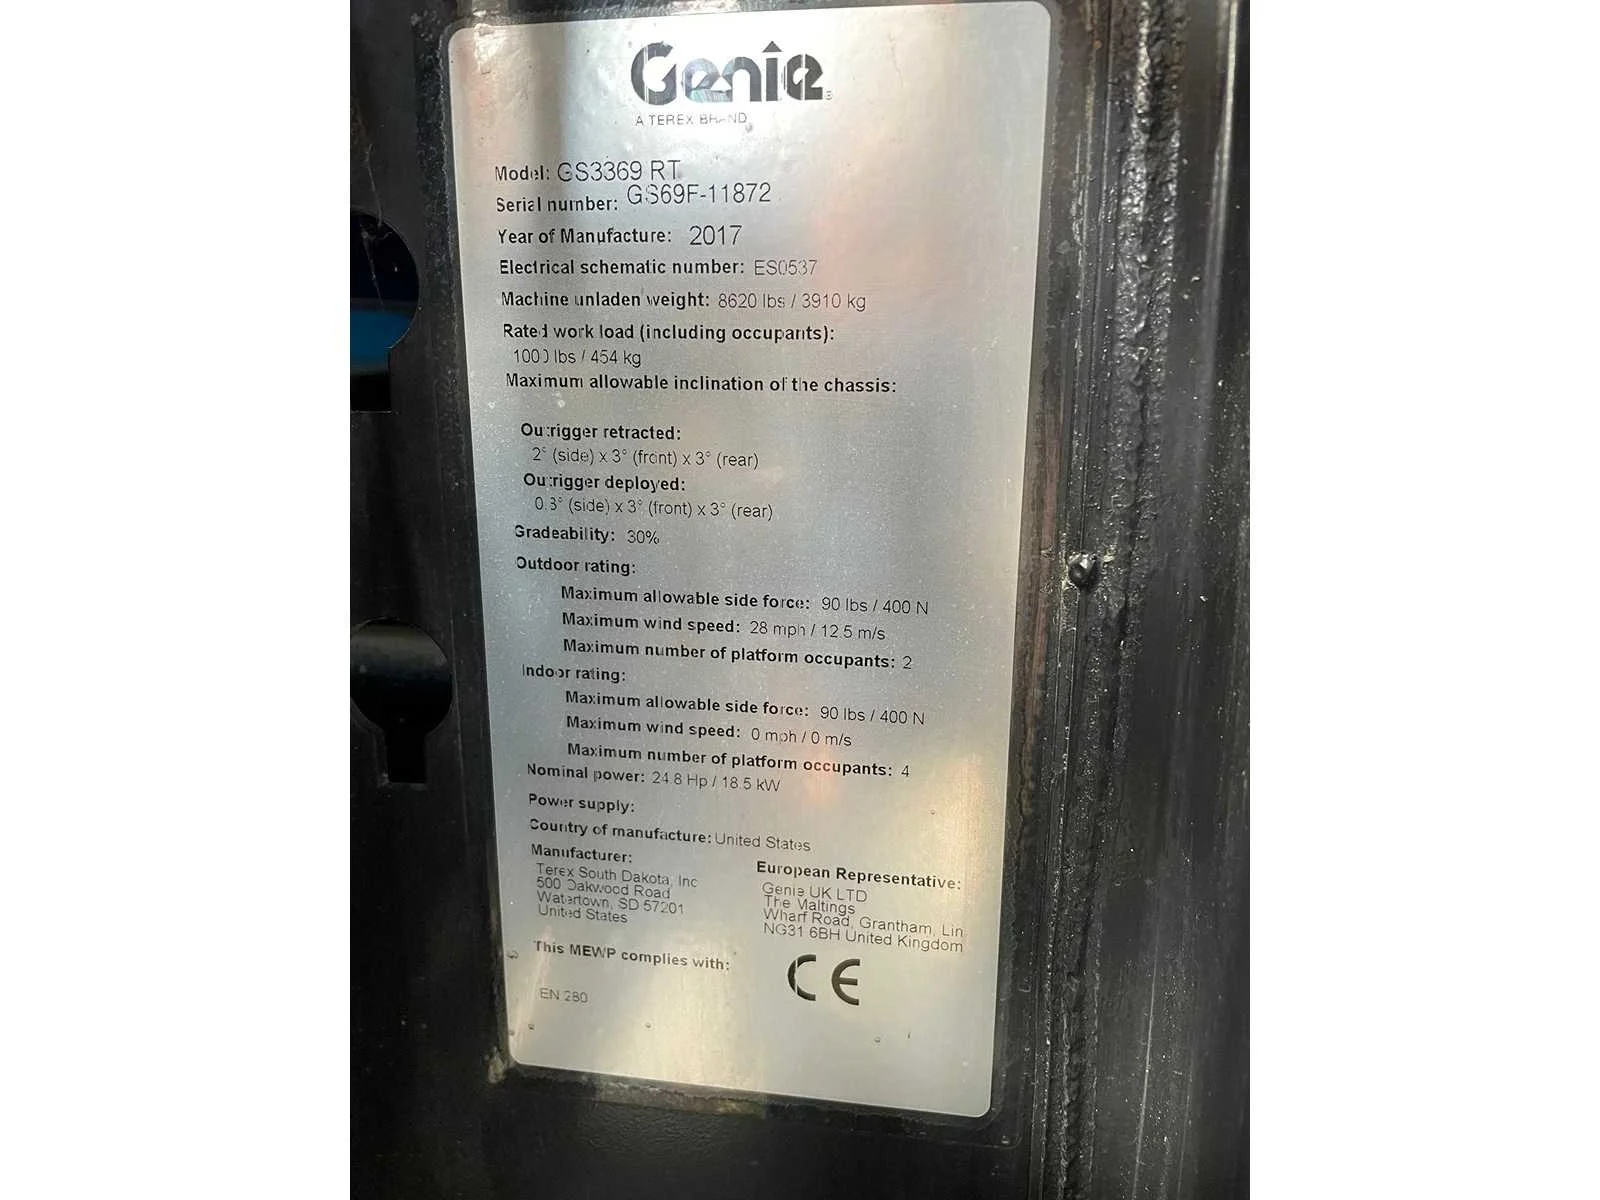 Genie
A TEREX BRAND
Model: GS3369 RT
Serial number: GS69F-11872
Year of Manufacture: 2017
Electrical schematic number: ES0537
Machine unladen weight: 8620 lbs / 3910 kg
Rated work load (including occupants):
1000 lbs / 454 kg
Maximum allowable inclination of the chassis:
Outrigger retracted:
2° (side) x 3° (front) x 3° (rear)
Outrigger deployed:
0.3° (side) x 3° (front) x 3° (rear)
Gradeability: 30%
Outdoor rating:
Maximum allowable side force: 90 lbs / 400 N
Maximum wind speed: 28 mph / 12.5 m/s
Maximum number of platform occupants: 2
Indoor rating:
Maximum allowable side force: 90 lbs / 400 N
Maximum wind speed: 0 mph / 0 m/s
Maximum number of platform occupants: 4
Nominal power: 24.8 Hp / 18.5 kW
Power supply:
Country of manufacture: United States
Manufacturer:
Terex South Dakota, Inc
500 Oakwood Road
Watertown, SD 57201
United States
European Representative:
Genie UK LTD
The Maltings
Wharf Road, Grantham, Lin
NG31 6BH United Kingdom
This MEWP complies with:
EN 280
CE